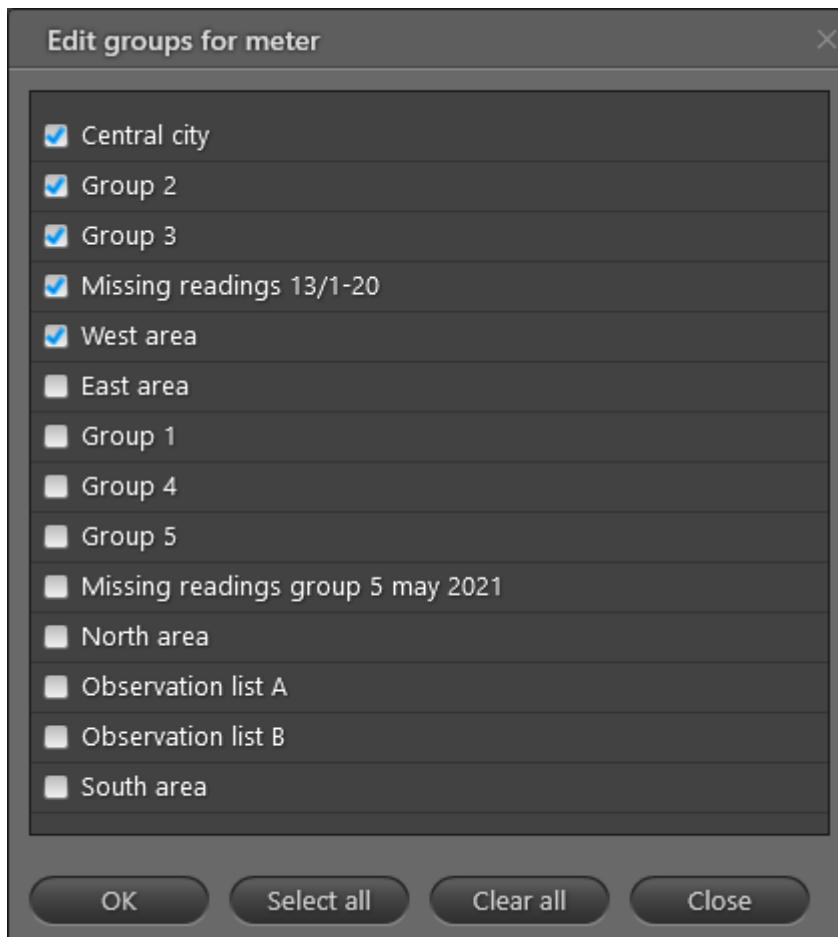 Edit groups for meter
Central city
Group 2
Group 3
Missing readings 13/1-20
West area
East area
Group 1
Group 4
Group 5
Missing readings group 5 may 2021
North area
Observation list A
Observation list B
South area
OK Select all Clear all Close